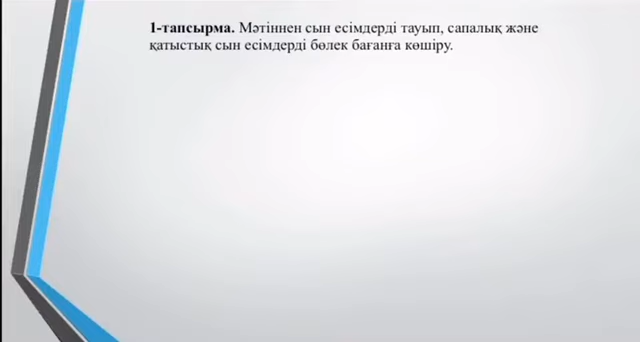 1-тапсырма. Мәтіннен сын есімдерді тауып, сапалық және
қатыстық сын есімдерді бөлек бағанға көшіру.